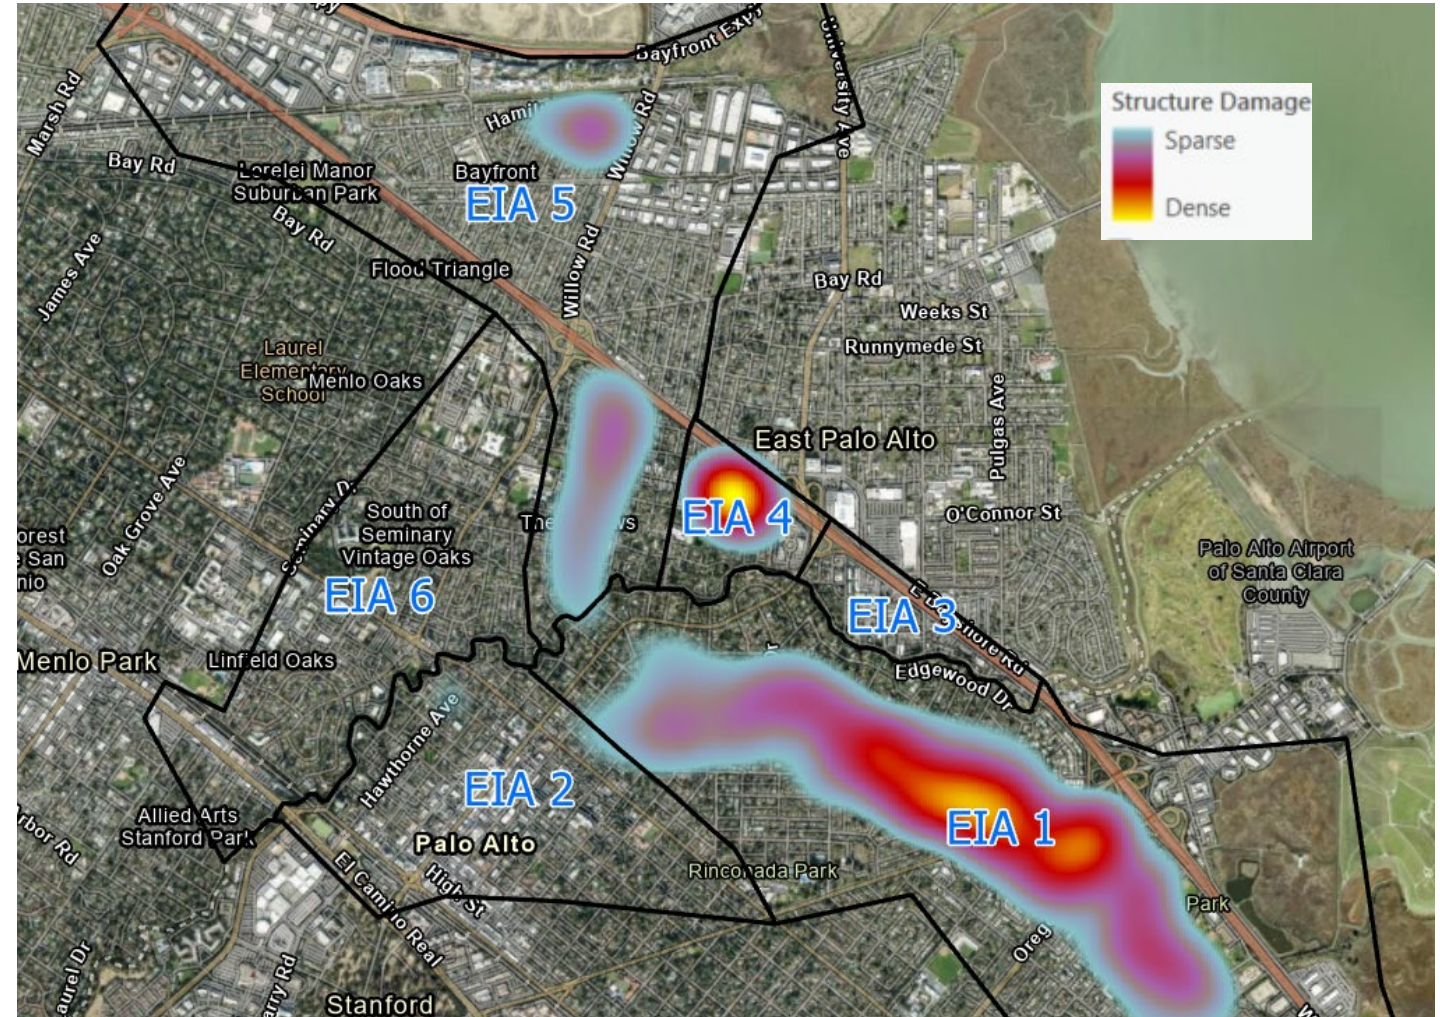 Bayfront Expy
University Ave
Marsh Rd
Structure Damage
Sparse
Dense
Willow Rd
Bay Rd
Lorelei Manor
Suburban Park
Bayfront
EIA 5
Bay Rd
James Ave
Flood Triangle
Willow Rd
Bay Rd
Weeks St
Runnymede St
Laurel
Elementary
School
Menlo Oaks
Pulgas Ave
East Palo Alto
Oak Grove Ave
Seminary Dr
South of
Seminary
Vintage Oaks
EIA 4
O'Connor St
Palo Alto Airport
of Santa Clara
County
EIA 6
EIA 3
E Bayshore Rd
Menlo Park
Linfield Oaks
Edgewood Dr
Hawthorne Ave
EIA 2
EIA 1
Allied Arts
Stanford Park
Palo Alto
Rinconada Park
El Camino Real
High St
Park
Oreg
Stanford